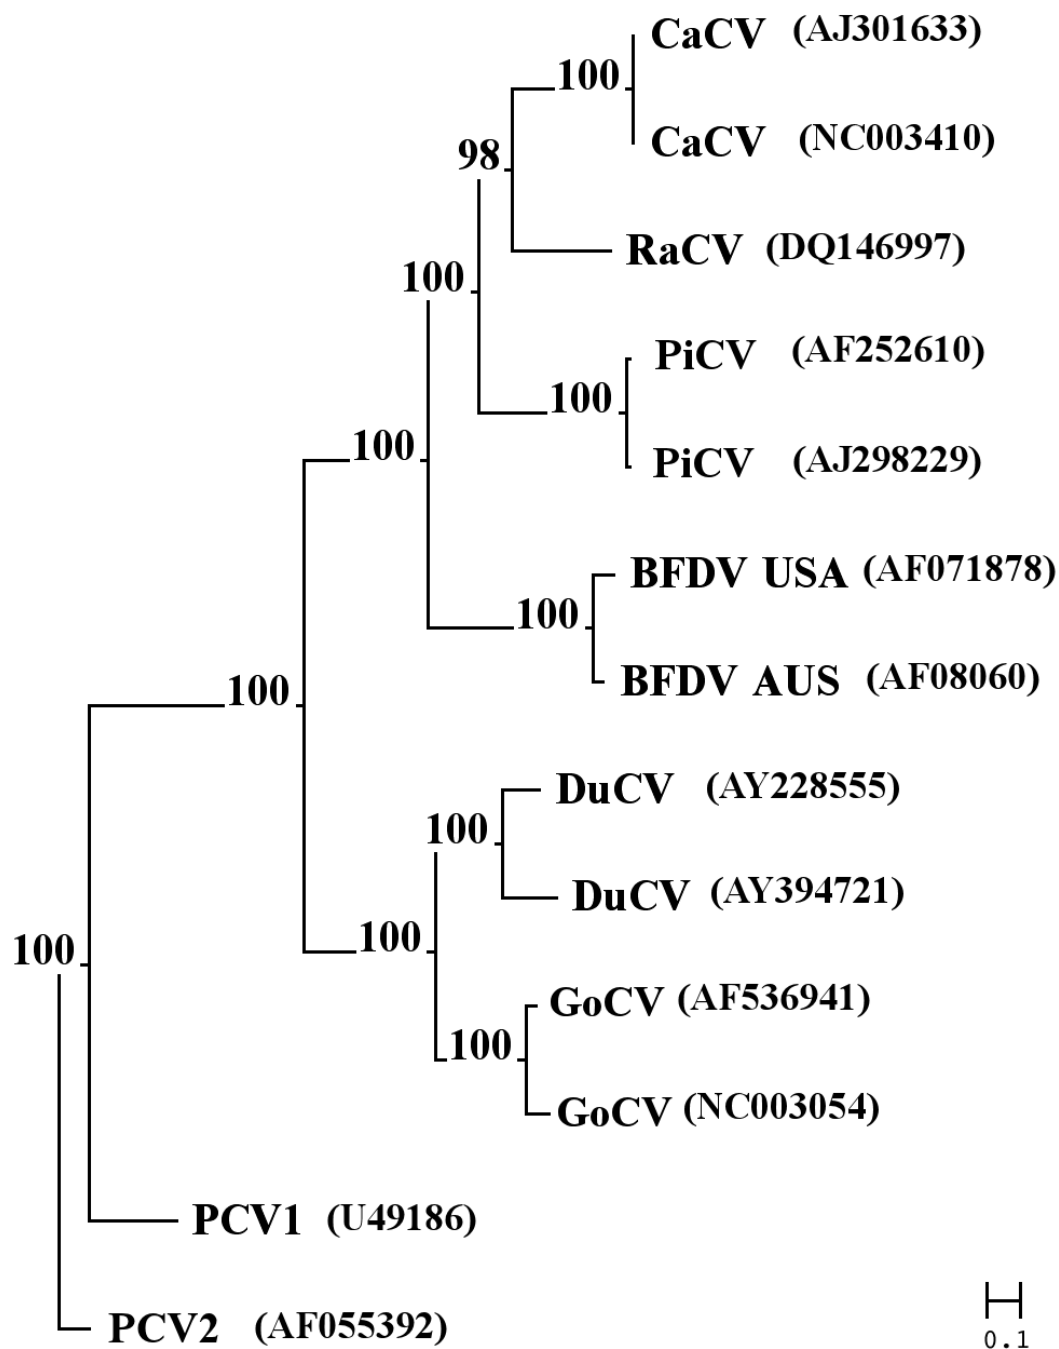 CaCV (AJ301633)
100
CaCV (NC003410)
98
RaCV (DQ146997)
100
PiCV (AF252610)
100
PiCV (AJ298229)
100
BFDV USA (AF071878)
100
BFDV AUS (AF08060)
100
DuCV (AY228555)
100
DuCV (AY394721)
100
100
GoCV (AF536941)
100
GoCV (NC003054)
PCV1 (U49186)
PCV2 (AF055392)
0.1